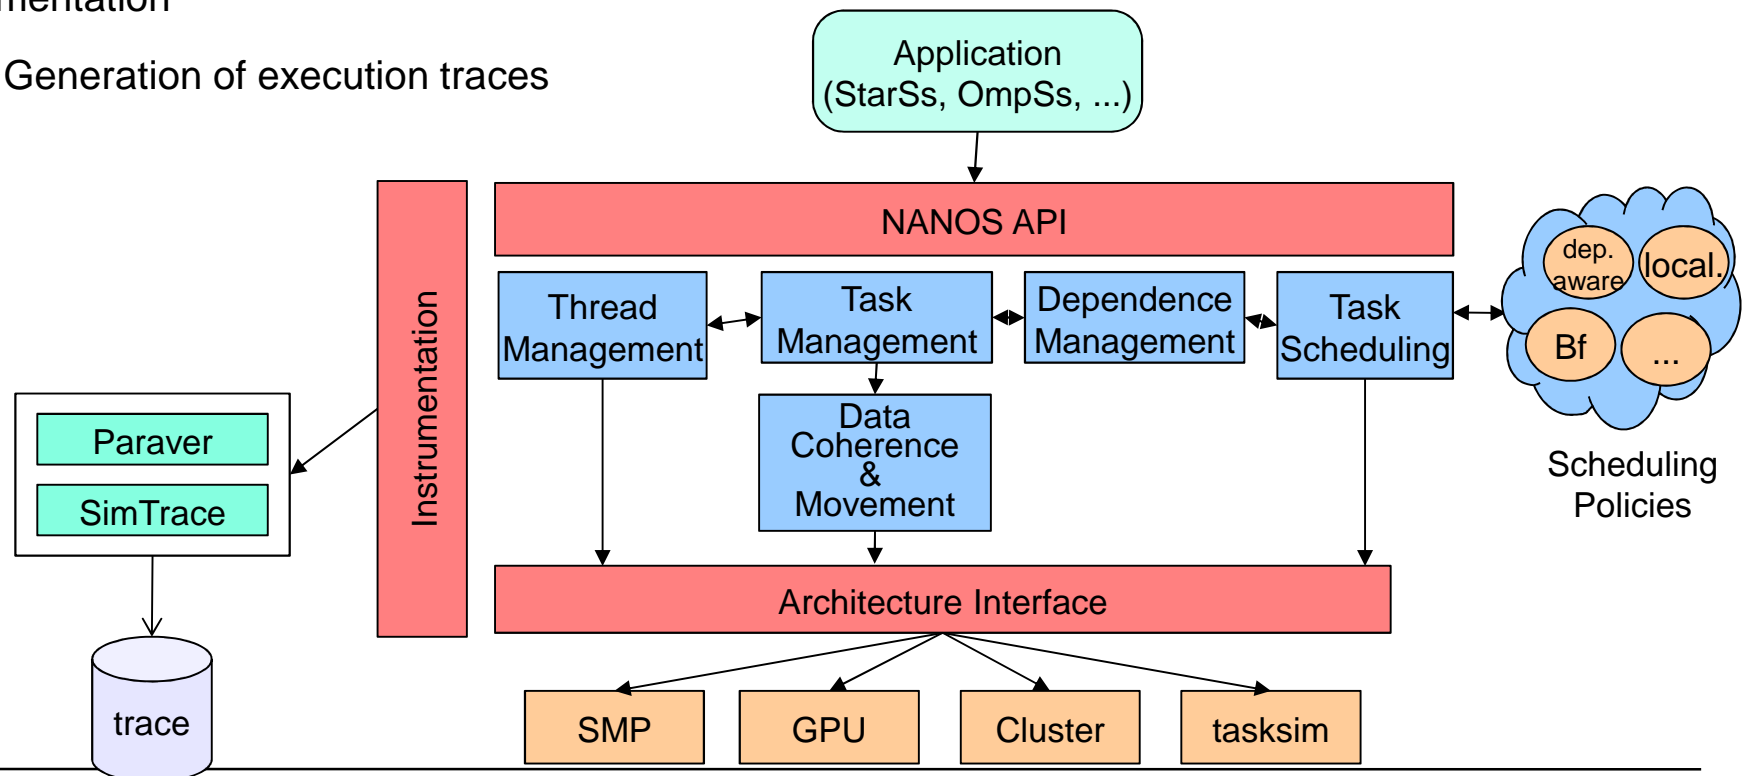 mentation
Generation of execution traces
Application
(StarSs, OmpSs, ...)
NANOS API
Instrumentation
Thread
Management
Task
Management
Dependence
Management
Task
Scheduling
dep.
aware
local.
Bf
...
Scheduling
Policies
Data
Coherence
&
Movement
Paraver
SimTrace
Architecture Interface
trace
SMP
GPU
Cluster
tasksim